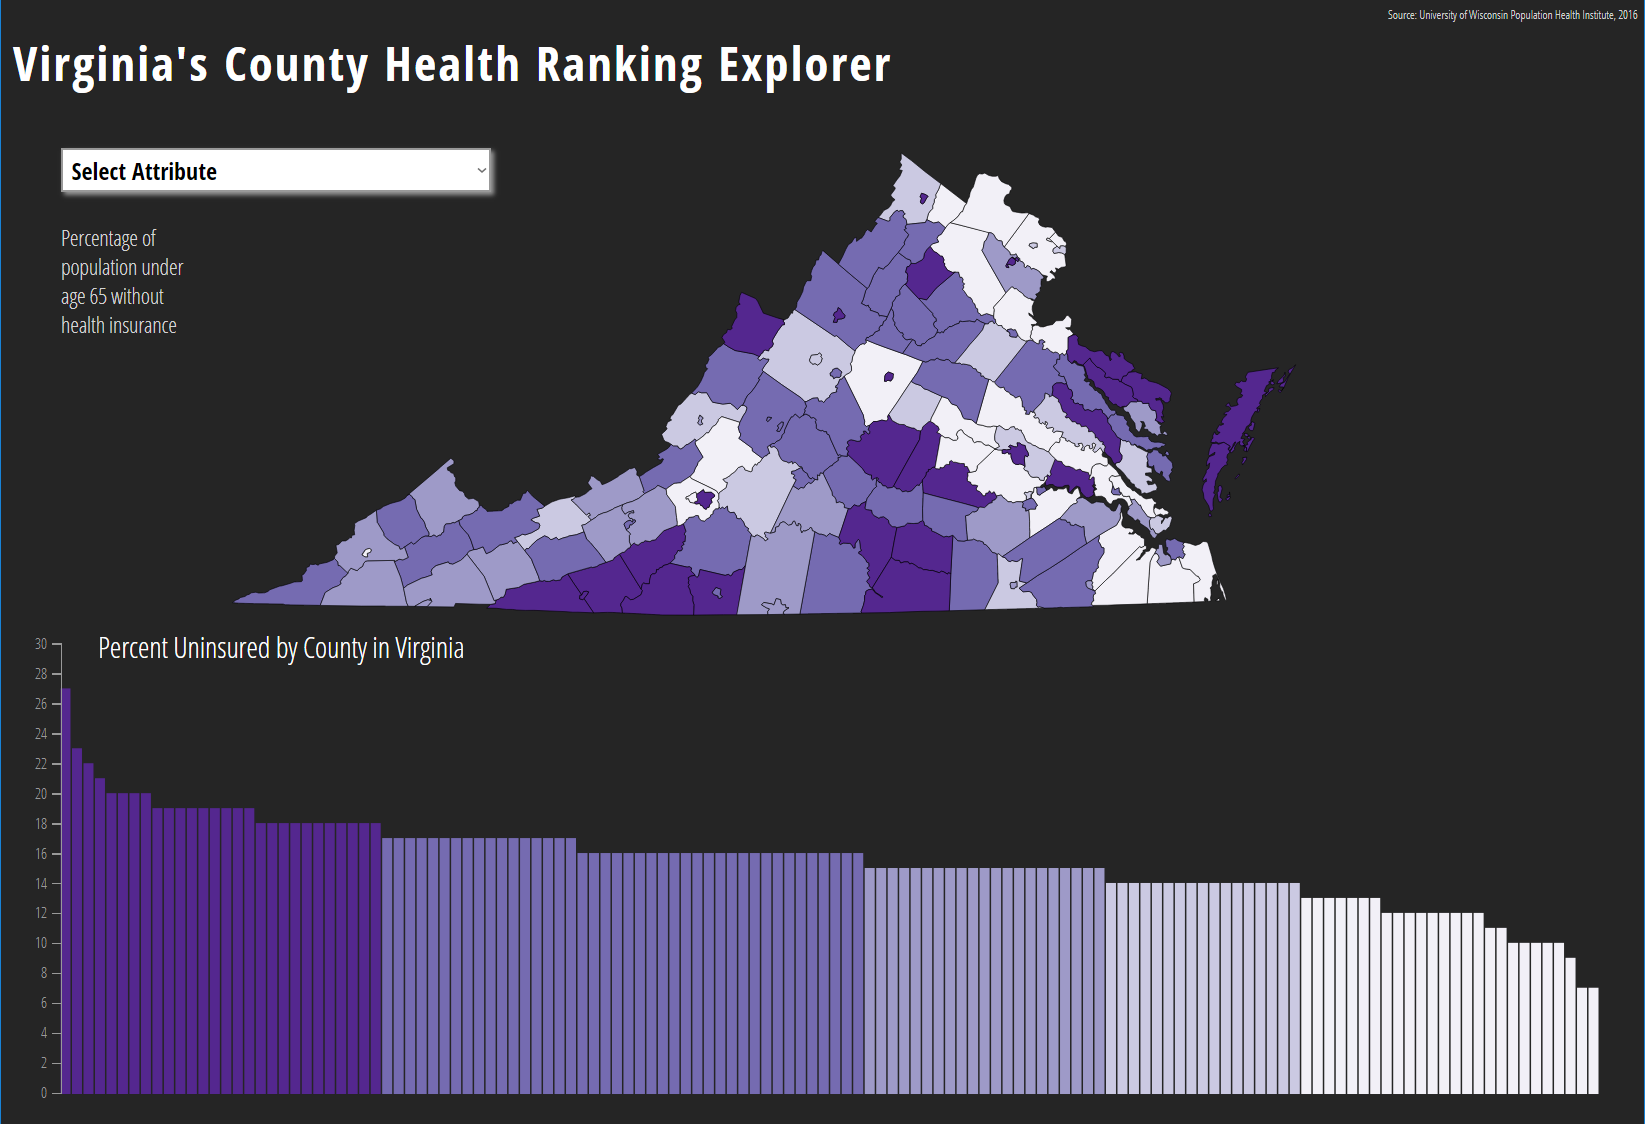 Source: University of Wisconsin Population Health Institute, 2016
Virginia's County Health Ranking Explorer
Select Attribute
Percentage of
population under
age 65 without
health insurance
Percent Uninsured by County in Virginia
30
28
26
24
22
20
18
16
14
12
10
8
6
4
2
0